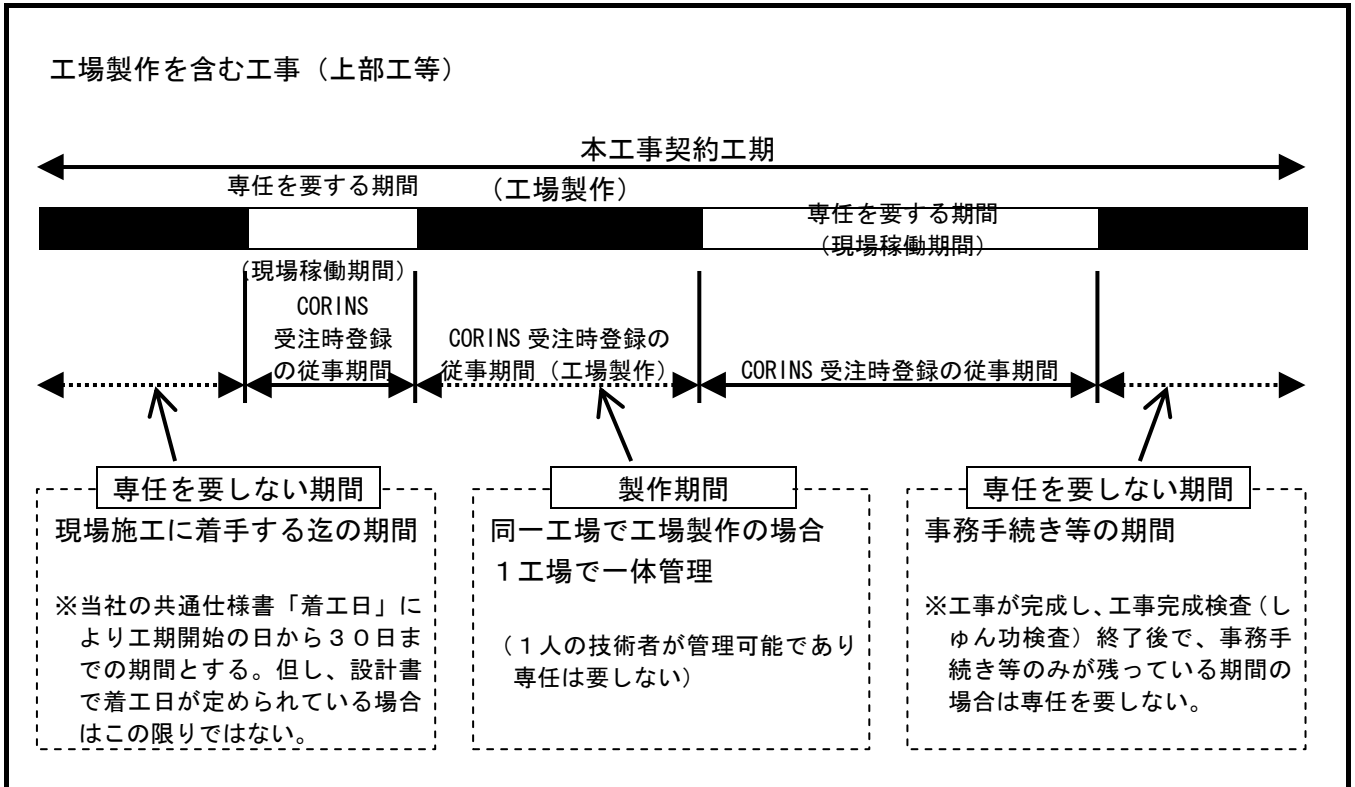 工場製作を含む工事（上部工等）
本工事契約工期
専任を要する期間
（工場製作）
専任を要する期間
（現場稼働期間）
（現場稼働期間）
CORINS
受注時登録
の従事期間
CORINS 受注時登録の
従事期間（工場製作）
CORINS 受注時登録の従事期間
専任を要しない期間
現場施工に着手する迄の期間
※当社の共通仕様書「着工日」に
より工期開始の日から３０日ま
での期間とする。但し、設計書
で着工日が定められている場合
はこの限りではない。
製作期間
同一工場で工場製作の場合
１工場で一体管理
（１人の技術者が管理可能であり
専任は要しない）
専任を要しない期間
事務手続き等の期間
※工事が完成し、工事完成検査（し
ゅん功検査）終了後で、事務手
続き等のみが残っている期間の
場合は専任を要しない。